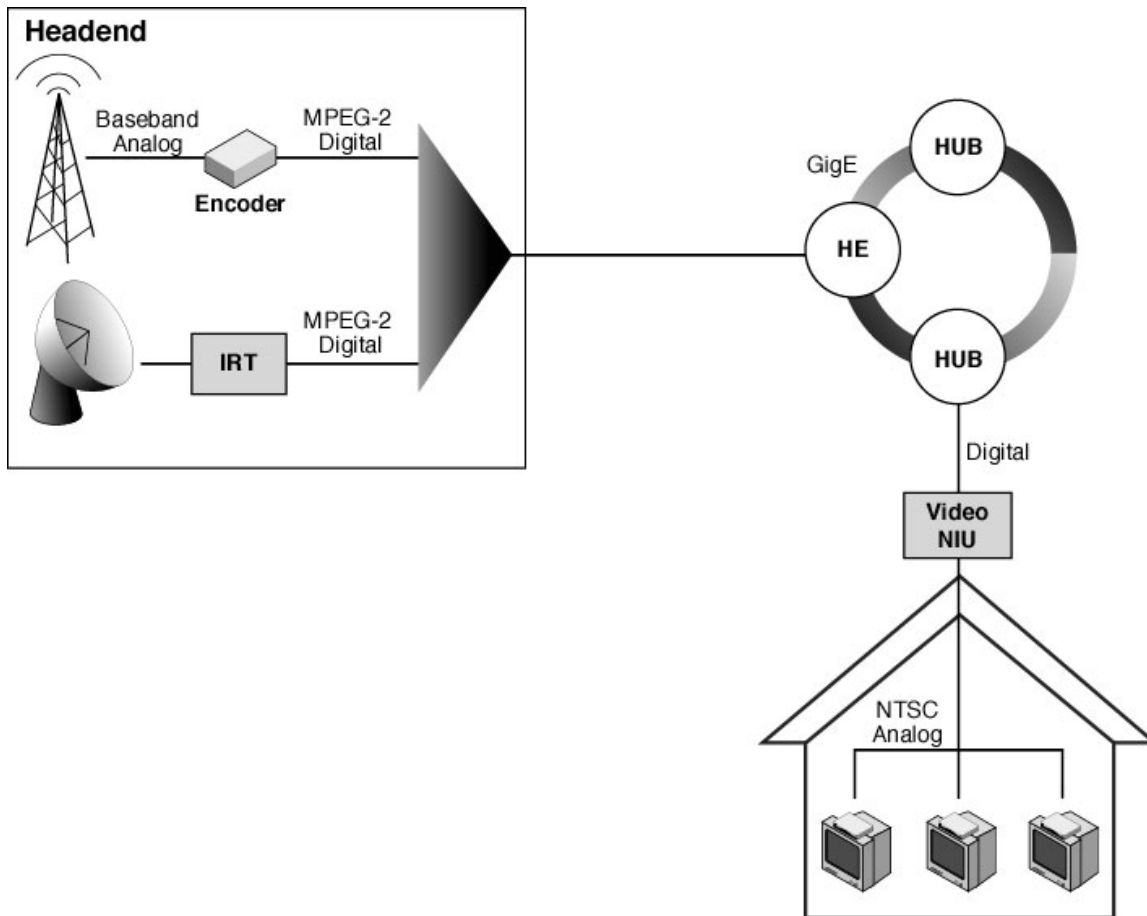 Headend
Baseband
Analog
MPEG-2
Digital
Encoder
MPEG-2
Digital
IRT
GigE
HUB
HE
HUB
Digital
Video
NIU
NTSC
Analog